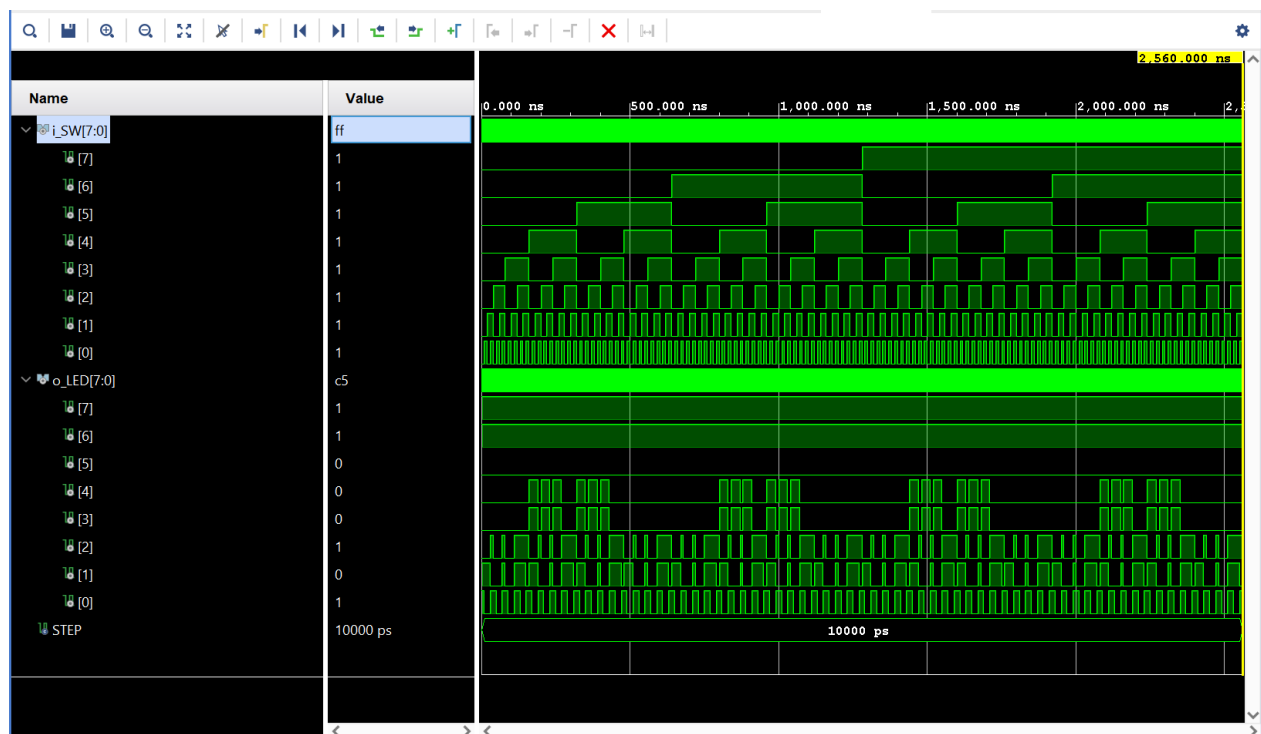 2,560.000 ns
Name Value
0.000 ns 500.000 ns 1,000.000 ns 1,500.000 ns 2,000.000 ns
i_SW[7:0] ff
[7] 1
[6] 1
[5] 1
[4] 1
[3] 1
[2] 1
[1] 1
[0] 1
o_LED[7:0] c5
[7] 1
[6] 1
[5] 0
[4] 0
[3] 0
[2] 1
[1] 0
[0] 1
STEP 10000 ps 10000 ps